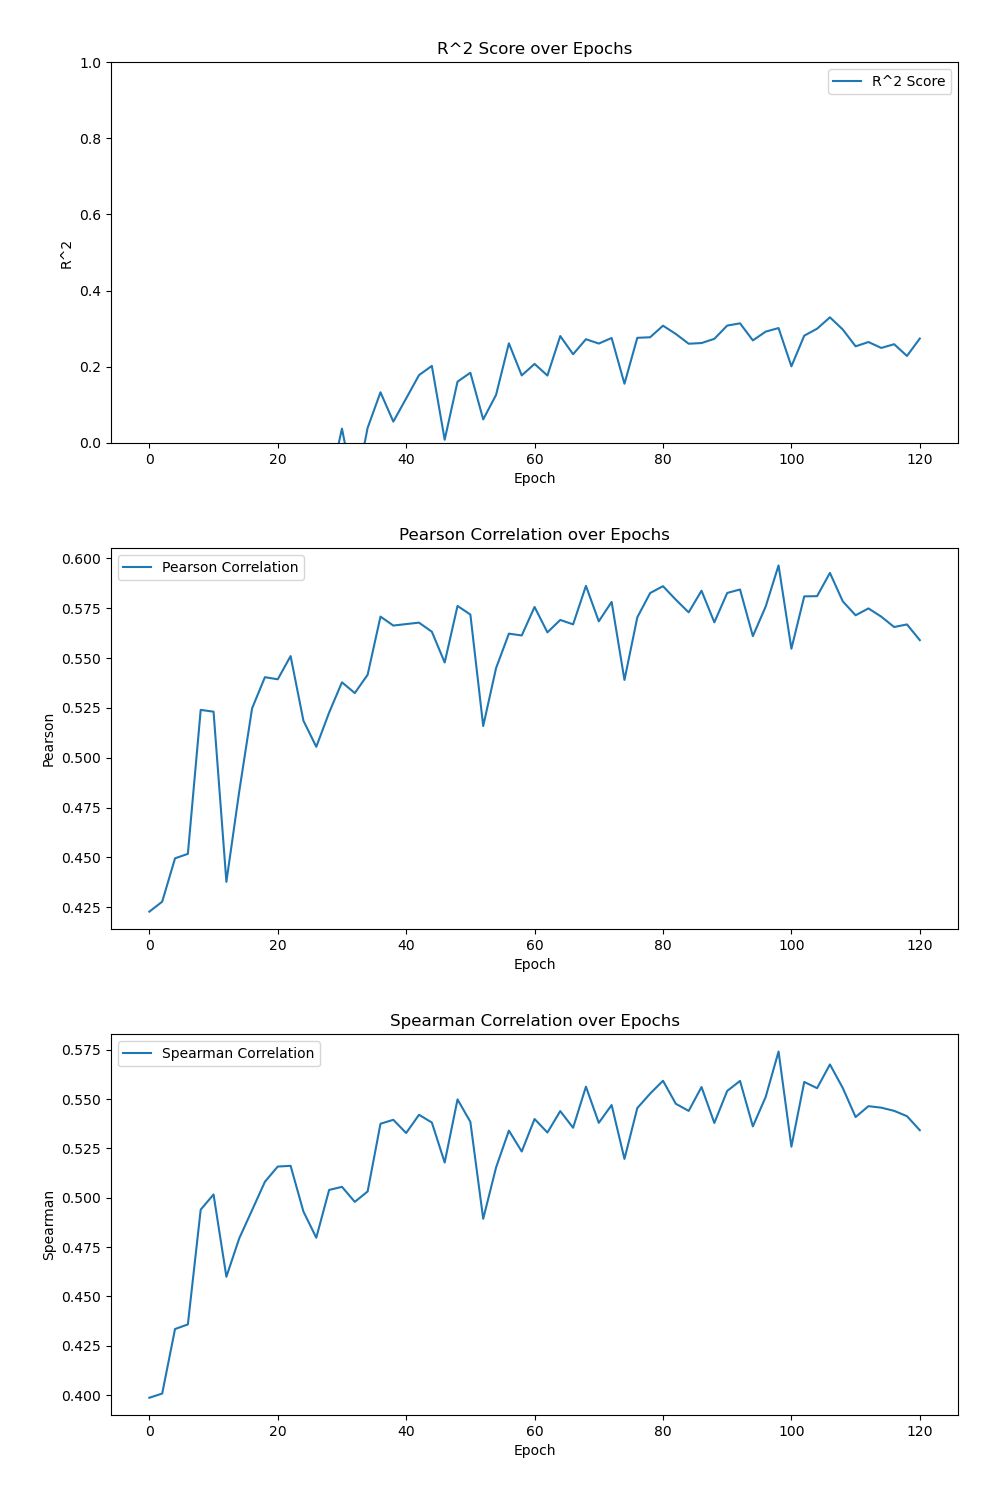 R^2 Score over Epochs
R^2 Score
1.0
0.8
0.6
0.4
0.2
0.0
R^2
0 20 40 60 80 100 120
Epoch
Pearson Correlation over Epochs
Pearson Correlation
0.600
0.575
0.550
0.525
0.500
0.475
0.450
0.425
Pearson
0 20 40 60 80 100 120
Epoch
Spearman Correlation over Epochs
Spearman Correlation
0.575
0.550
0.525
0.500
0.475
0.450
0.425
0.400
Spearman
0 20 40 60 80 100 120
Epoch